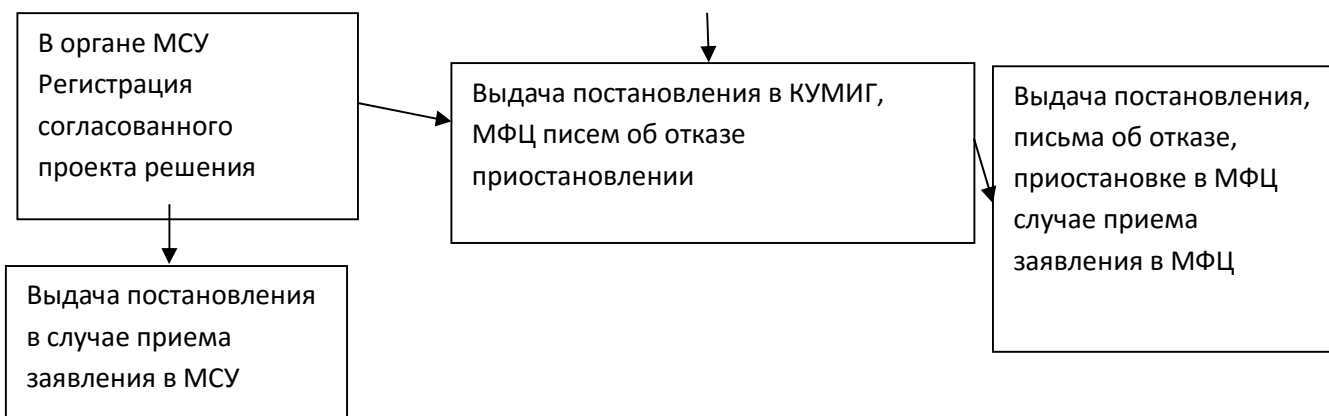 В органе МСУ
Регистрация
согласованного
проекта решения
Выдача постановления в КУМИГ,
МФЦ писем об отказе
приостановлении
Выдача постановления,
письма об отказе,
приостановке в МФЦ
случае приема
заявления в МФЦ
Выдача постановления
в случае приема
заявления в МСУ